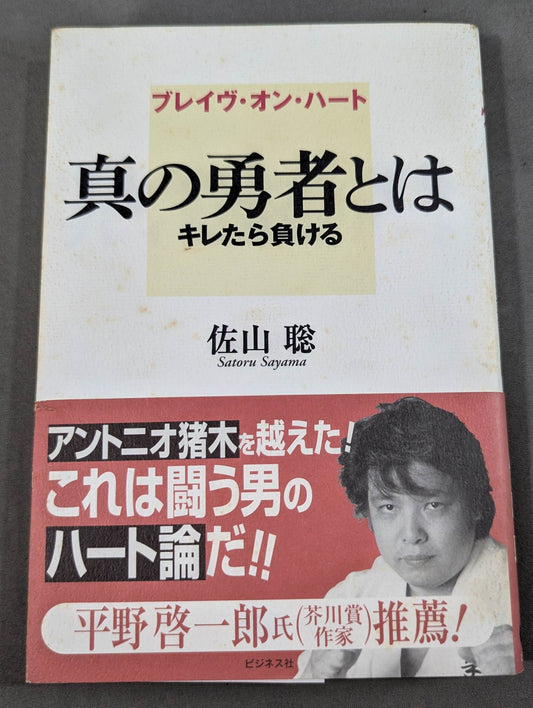 ブレイヴ・オン・ハート
真の勇者とは
キレたら負ける
佐山 聡
Satoru Sayama
アントニオ猪木を越えた!
これは闘う男の
ハート論だ!!
平野啓一郎氏(芥川賞作家)推薦!
ビジネス社